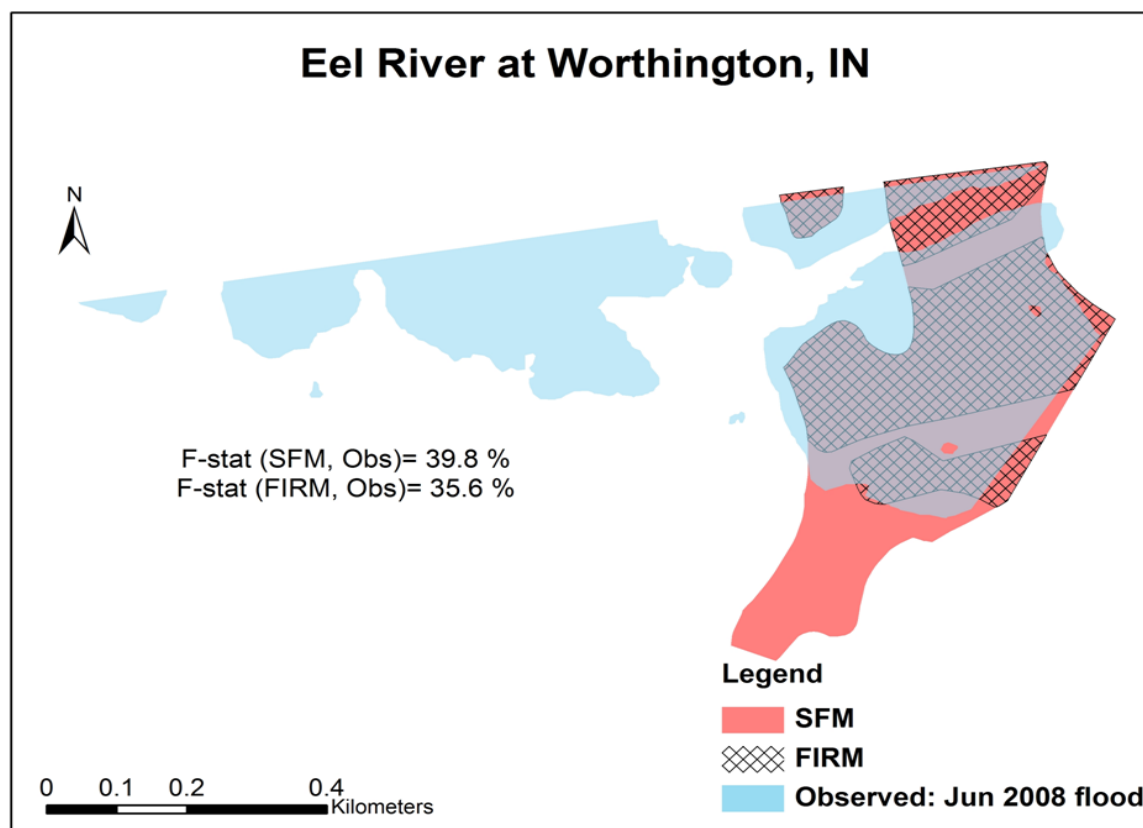 Eel River at Worthington, IN
N
F-stat (SFM, Obs)= 39.8 %
F-stat (FIRM, Obs)= 35.6 %
Legend
SFM
FIRM
Observed: Jun 2008 flood
0 0.1 0.2 0.4
Kilometers